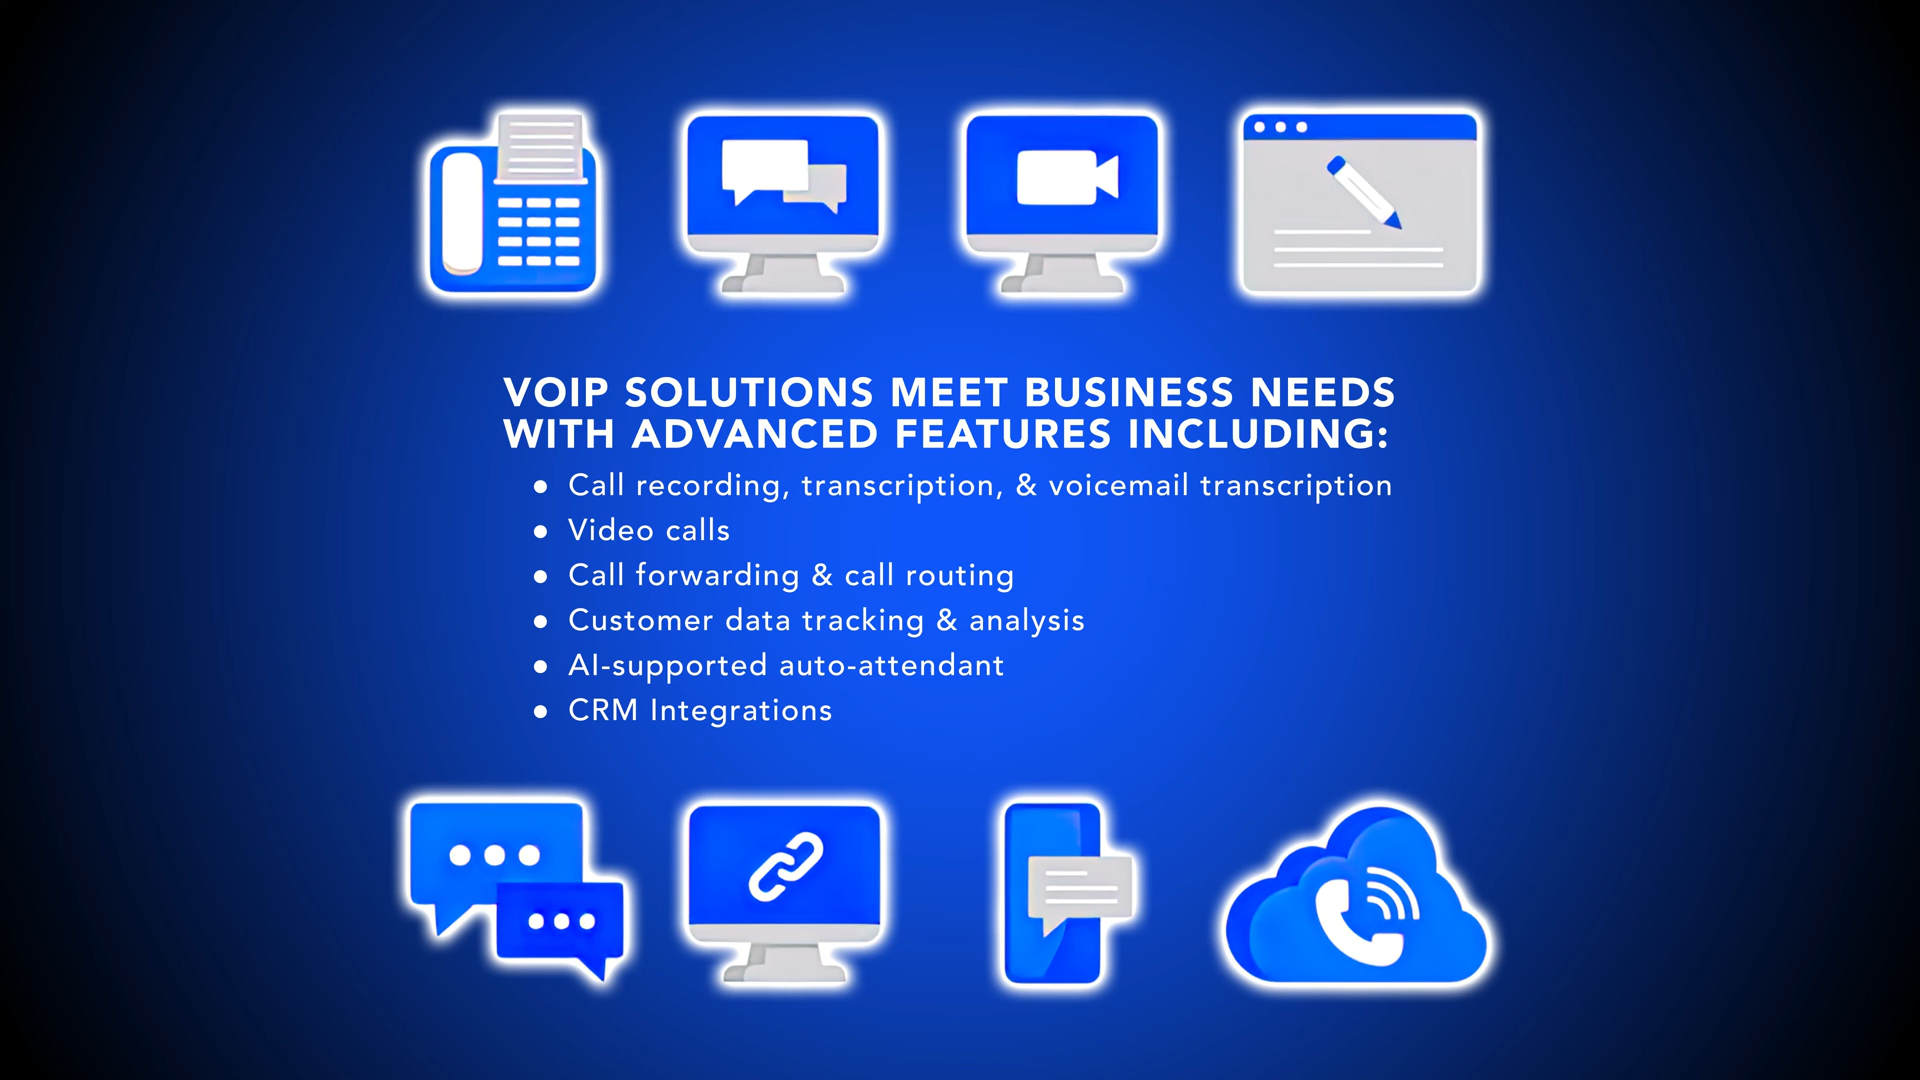 VOIP SOLUTIONS MEET BUSINESS NEEDS
WITH ADVANCED FEATURES INCLUDING:
● Call recording, transcription, & voicemail transcription
● Video calls
● Call forwarding & call routing
● Customer data tracking & analysis
● AI-supported auto-attendant
● CRM Integrations